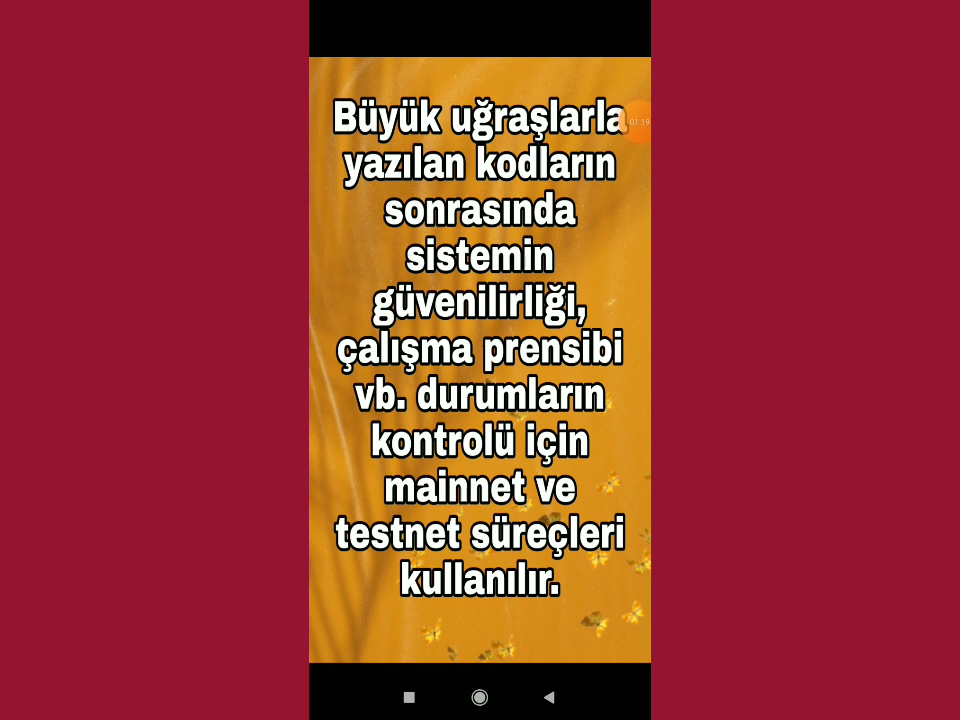 Büyük uğraşlarla
01:19
yazılan kodların
sonrasında
sistemin
güvenilirliği,
çalışma prensibi
vb. durumların
kontrolü için
mainnet ve
testnet süreçleri
kullanılır.